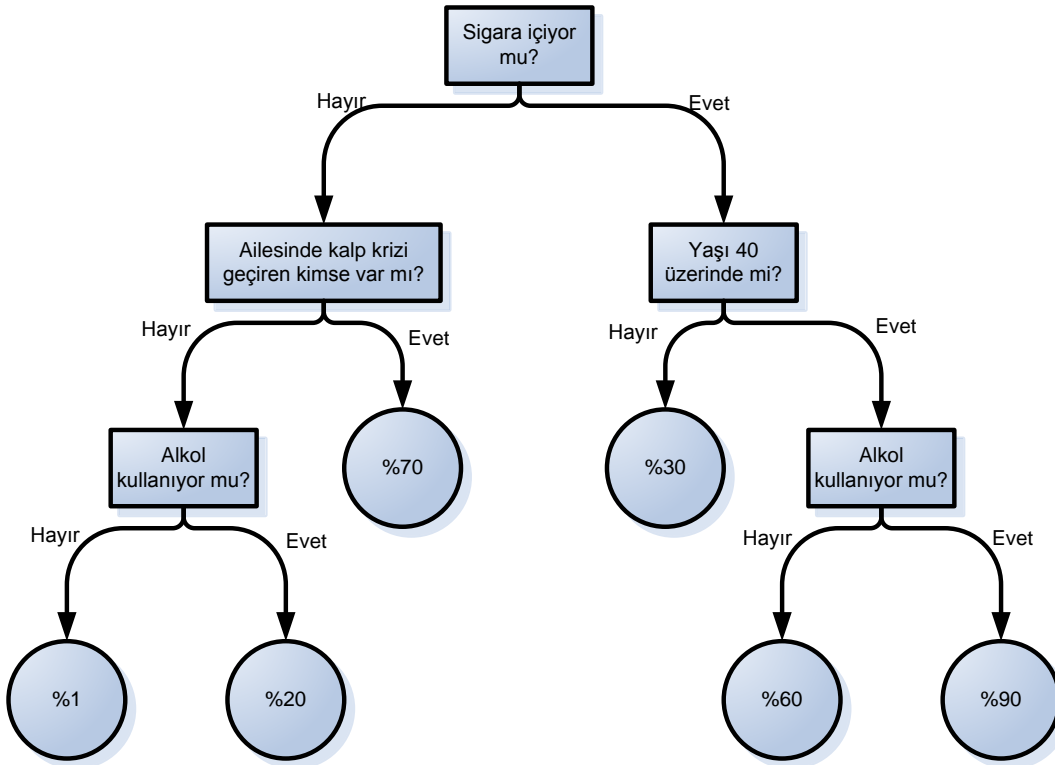 Sigara içiyor
mu?
Hayır
Evet
Ailesinde kalp krizi
geçiren kimse var mı?
Yaşı 40
üzerinde mi?
Hayır
Evet
Hayır
Evet
Alkol
kullanıyor mu?
%70
%30
Alkol
kullanıyor mu?
Hayır
Evet
Hayır
Evet
%1
%20
%60
%90